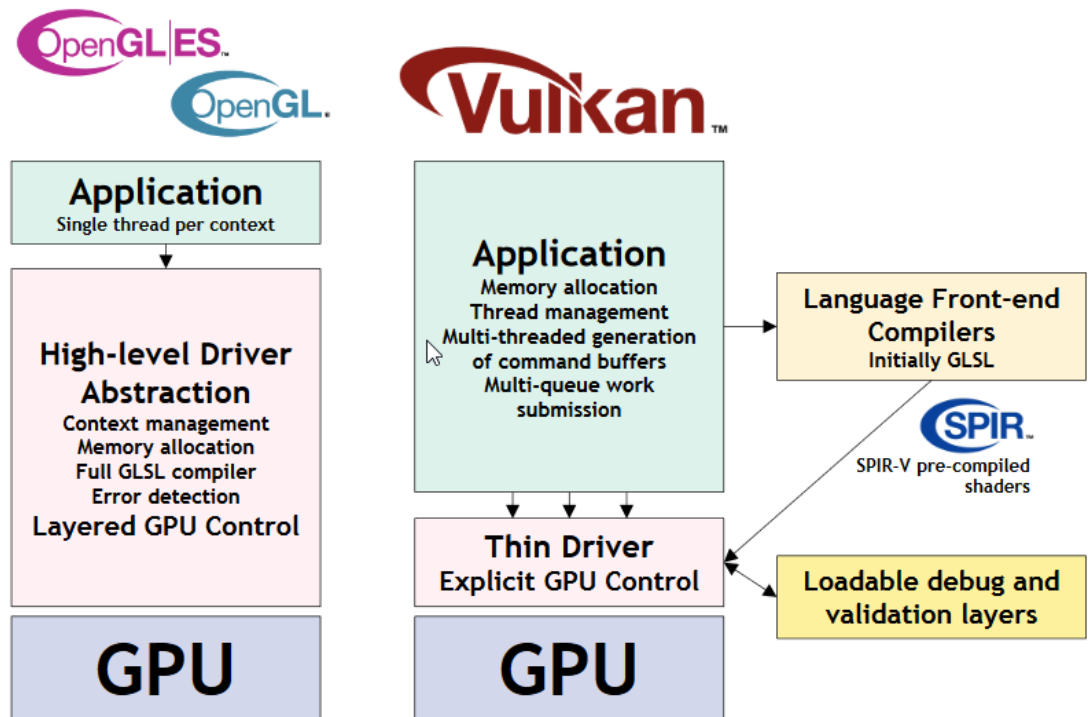 OpenGL|ES™
OpenGL®
Vulkan™
Application
Single thread per context
High-level Driver
Abstraction
Context management
Memory allocation
Full GLSL compiler
Error detection
Layered GPU Control
GPU
Application
Memory allocation
Thread management
Multi-threaded generation
of command buffers
Multi-queue work
submission
Thin Driver
Explicit GPU Control
GPU
Language Front-end
Compilers
Initially GLSL
SPIR™
SPIR-V pre-compiled
shaders
Loadable debug and
validation layers